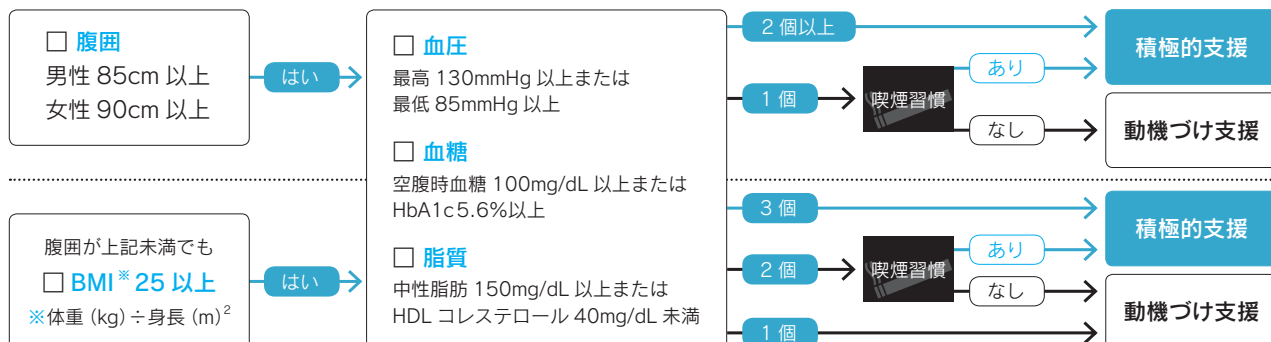 □ 腹囲
男性 85cm 以上
女性 90cm 以上
はい
□ 血圧
最高 130mmHg 以上または
最低 85mmHg 以上
□ 血糖
空腹時血糖 100mg/dL 以上または
HbA1c5.6%以上
□ 脂質
中性脂肪 150mg/dL 以上または
HDL コレステロール 40mg/dL 未満
2 個以上
1 個
喫煙習慣
あり
なし
積極的支援
動機づけ支援
腹囲が上記未満でも
□ BMI※ 25 以上
※体重 (kg) ÷身長 (m)²
はい
3 個
2 個
1 個
喫煙習慣
あり
なし
積極的支援
動機づけ支援